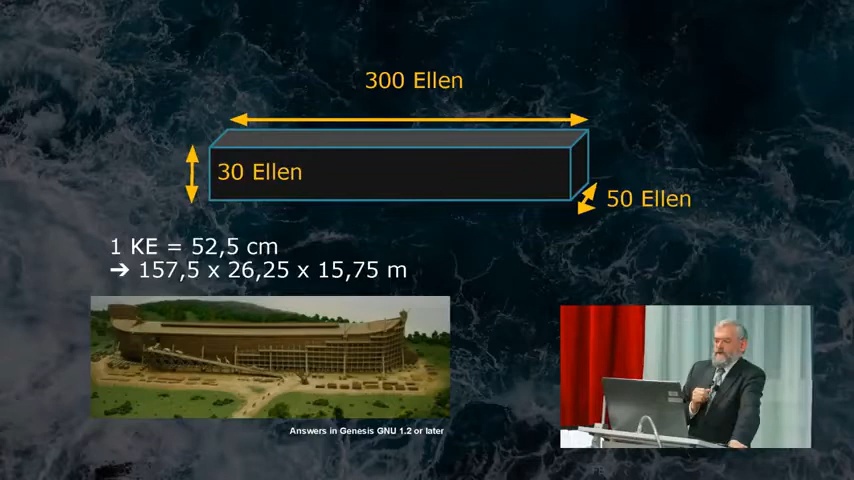 300 Ellen
30 Ellen
50 Ellen
1 KE = 52,5 cm
➔ 157,5 x 26,25 x 15,75 m
Answers in Genesis GNU 1.2 or later